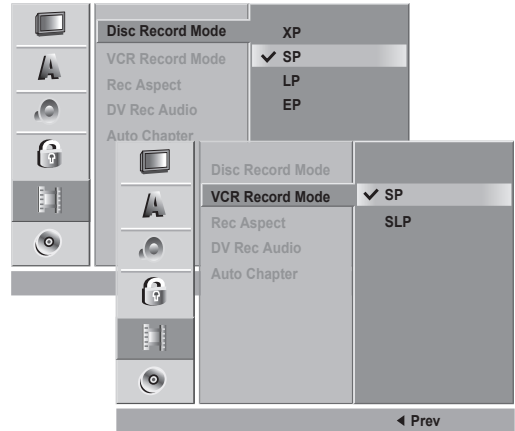 Disc Record Mode
XP
VCR Record Mode
✔ SP
Rec Aspect
LP
DV Rec Audio
EP
Auto Chapter
Disc Record Mode
VCR Record Mode
✔ SP
Rec Aspect
SLP
DV Rec Audio
Auto Chapter
◀ Prev